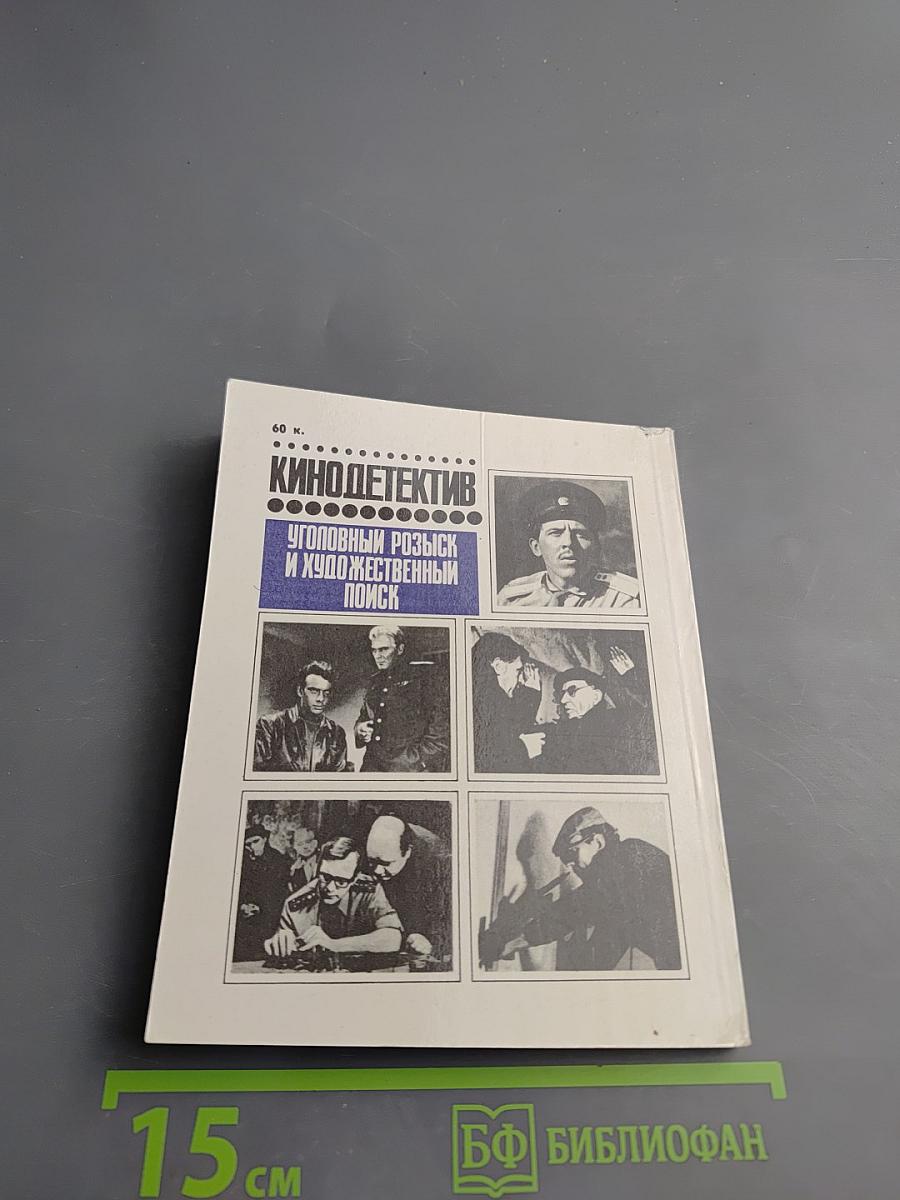 60 к.
КИНОДЕТЕКТИВ
УГОЛОВНЫЙ РОЗЫСК
И ХУДОЖЕСТВЕННЫЙ
ПОИСК
15 см
БФ БИБЛИОФАН